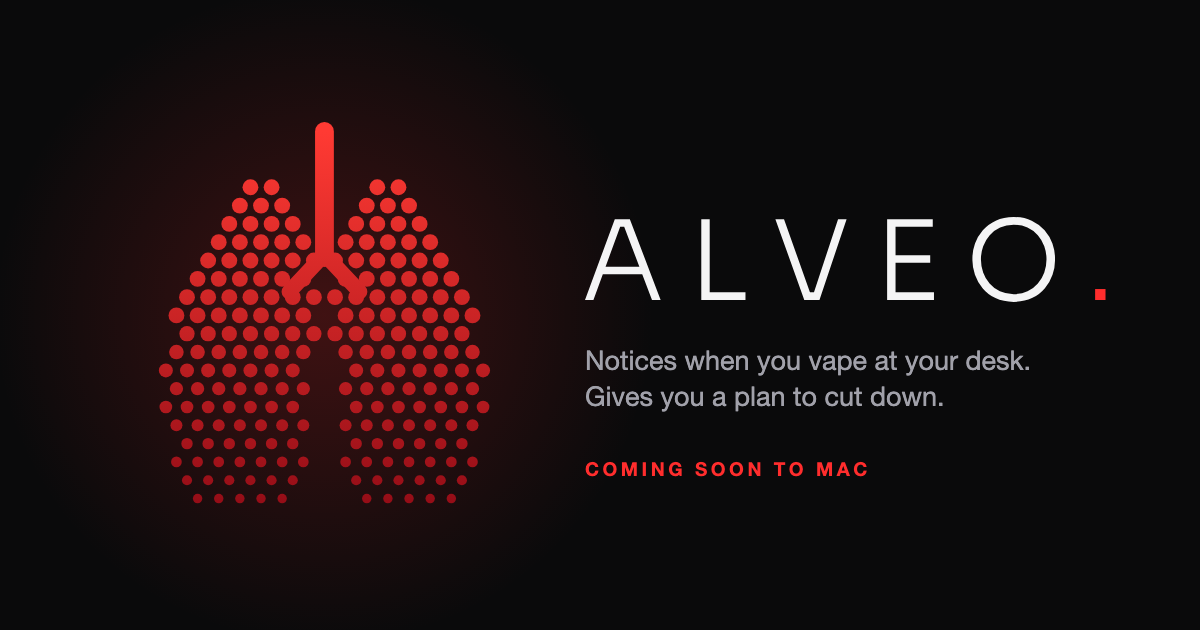 ALVEO.
Notices when you vape at your desk.
Gives you a plan to cut down.
COMING SOON TO MAC